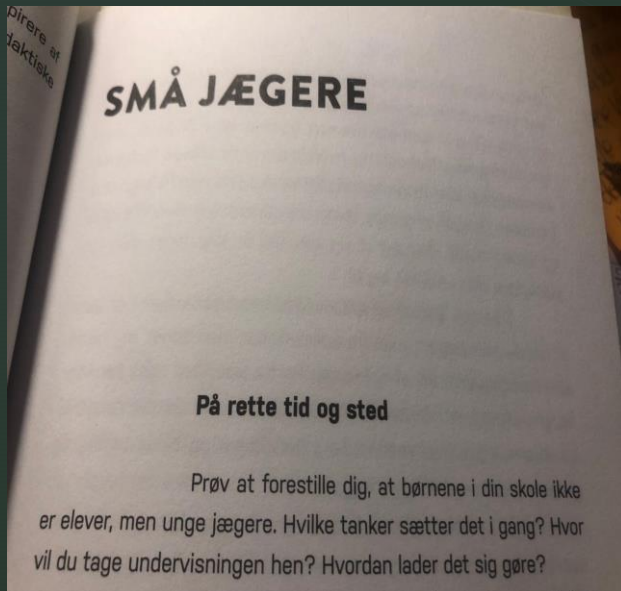 pirere af
daktiske
SMÅ JÆGERE
På rette tid og sted
Prøv at forestille dig, at børnene i din skole ikke
er elever, men unge jægere. Hvilke tanker sætter det i gang? Hvor
vil du tage undervisningen hen? Hvordan lader det sig gøre?